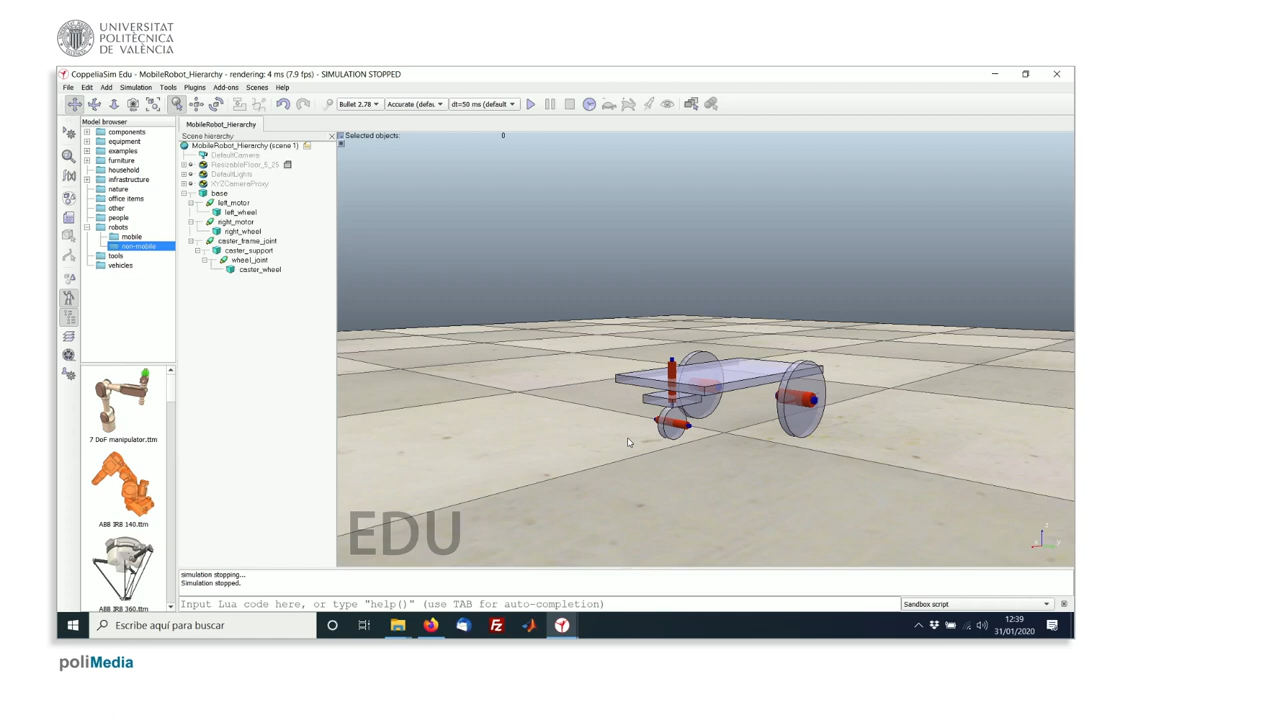 UNIVERSITAT
POLITÈCNICA
DE VALÈNCIA
CoppeliaSim Edu - MobileRobot_Hierarchy - rendering: 4 ms (7.9 fps) - SIMULATION STOPPED
File Edit Add Simulation Tools Plugins Add-ons Scenes Help
Bullet 2.78 Accurate (defau dt=50 ms (default
Model browser
components
equipment
examples
furniture
household
infrastructure
nature
office items
other
people
robots
mobile
non-mobile
tools
vehicles
7 DoF manipulator.ttm
ABB IRB 140.ttm
ABB IRB 360.ttm
MobileRobot_Hierarchy
Scene hierarchy
MobileRobot_Hierarchy (scene 1)
DefaultCamera
ResizableFloor_5_25
DefaultLights
XYZCameraProxy
base
left_motor
left_wheel
right_motor
right_wheel
caster_frame_joint
caster_support
wheel_joint
caster_wheel
Selected objects: 0
EDU
simulation stopping...
Simulation stopped.
Input Lua code here, or type "help()" (use TAB for auto-completion)
Sandbox script
Escribe aquí para buscar
12:39
31/01/2020
poliMedia